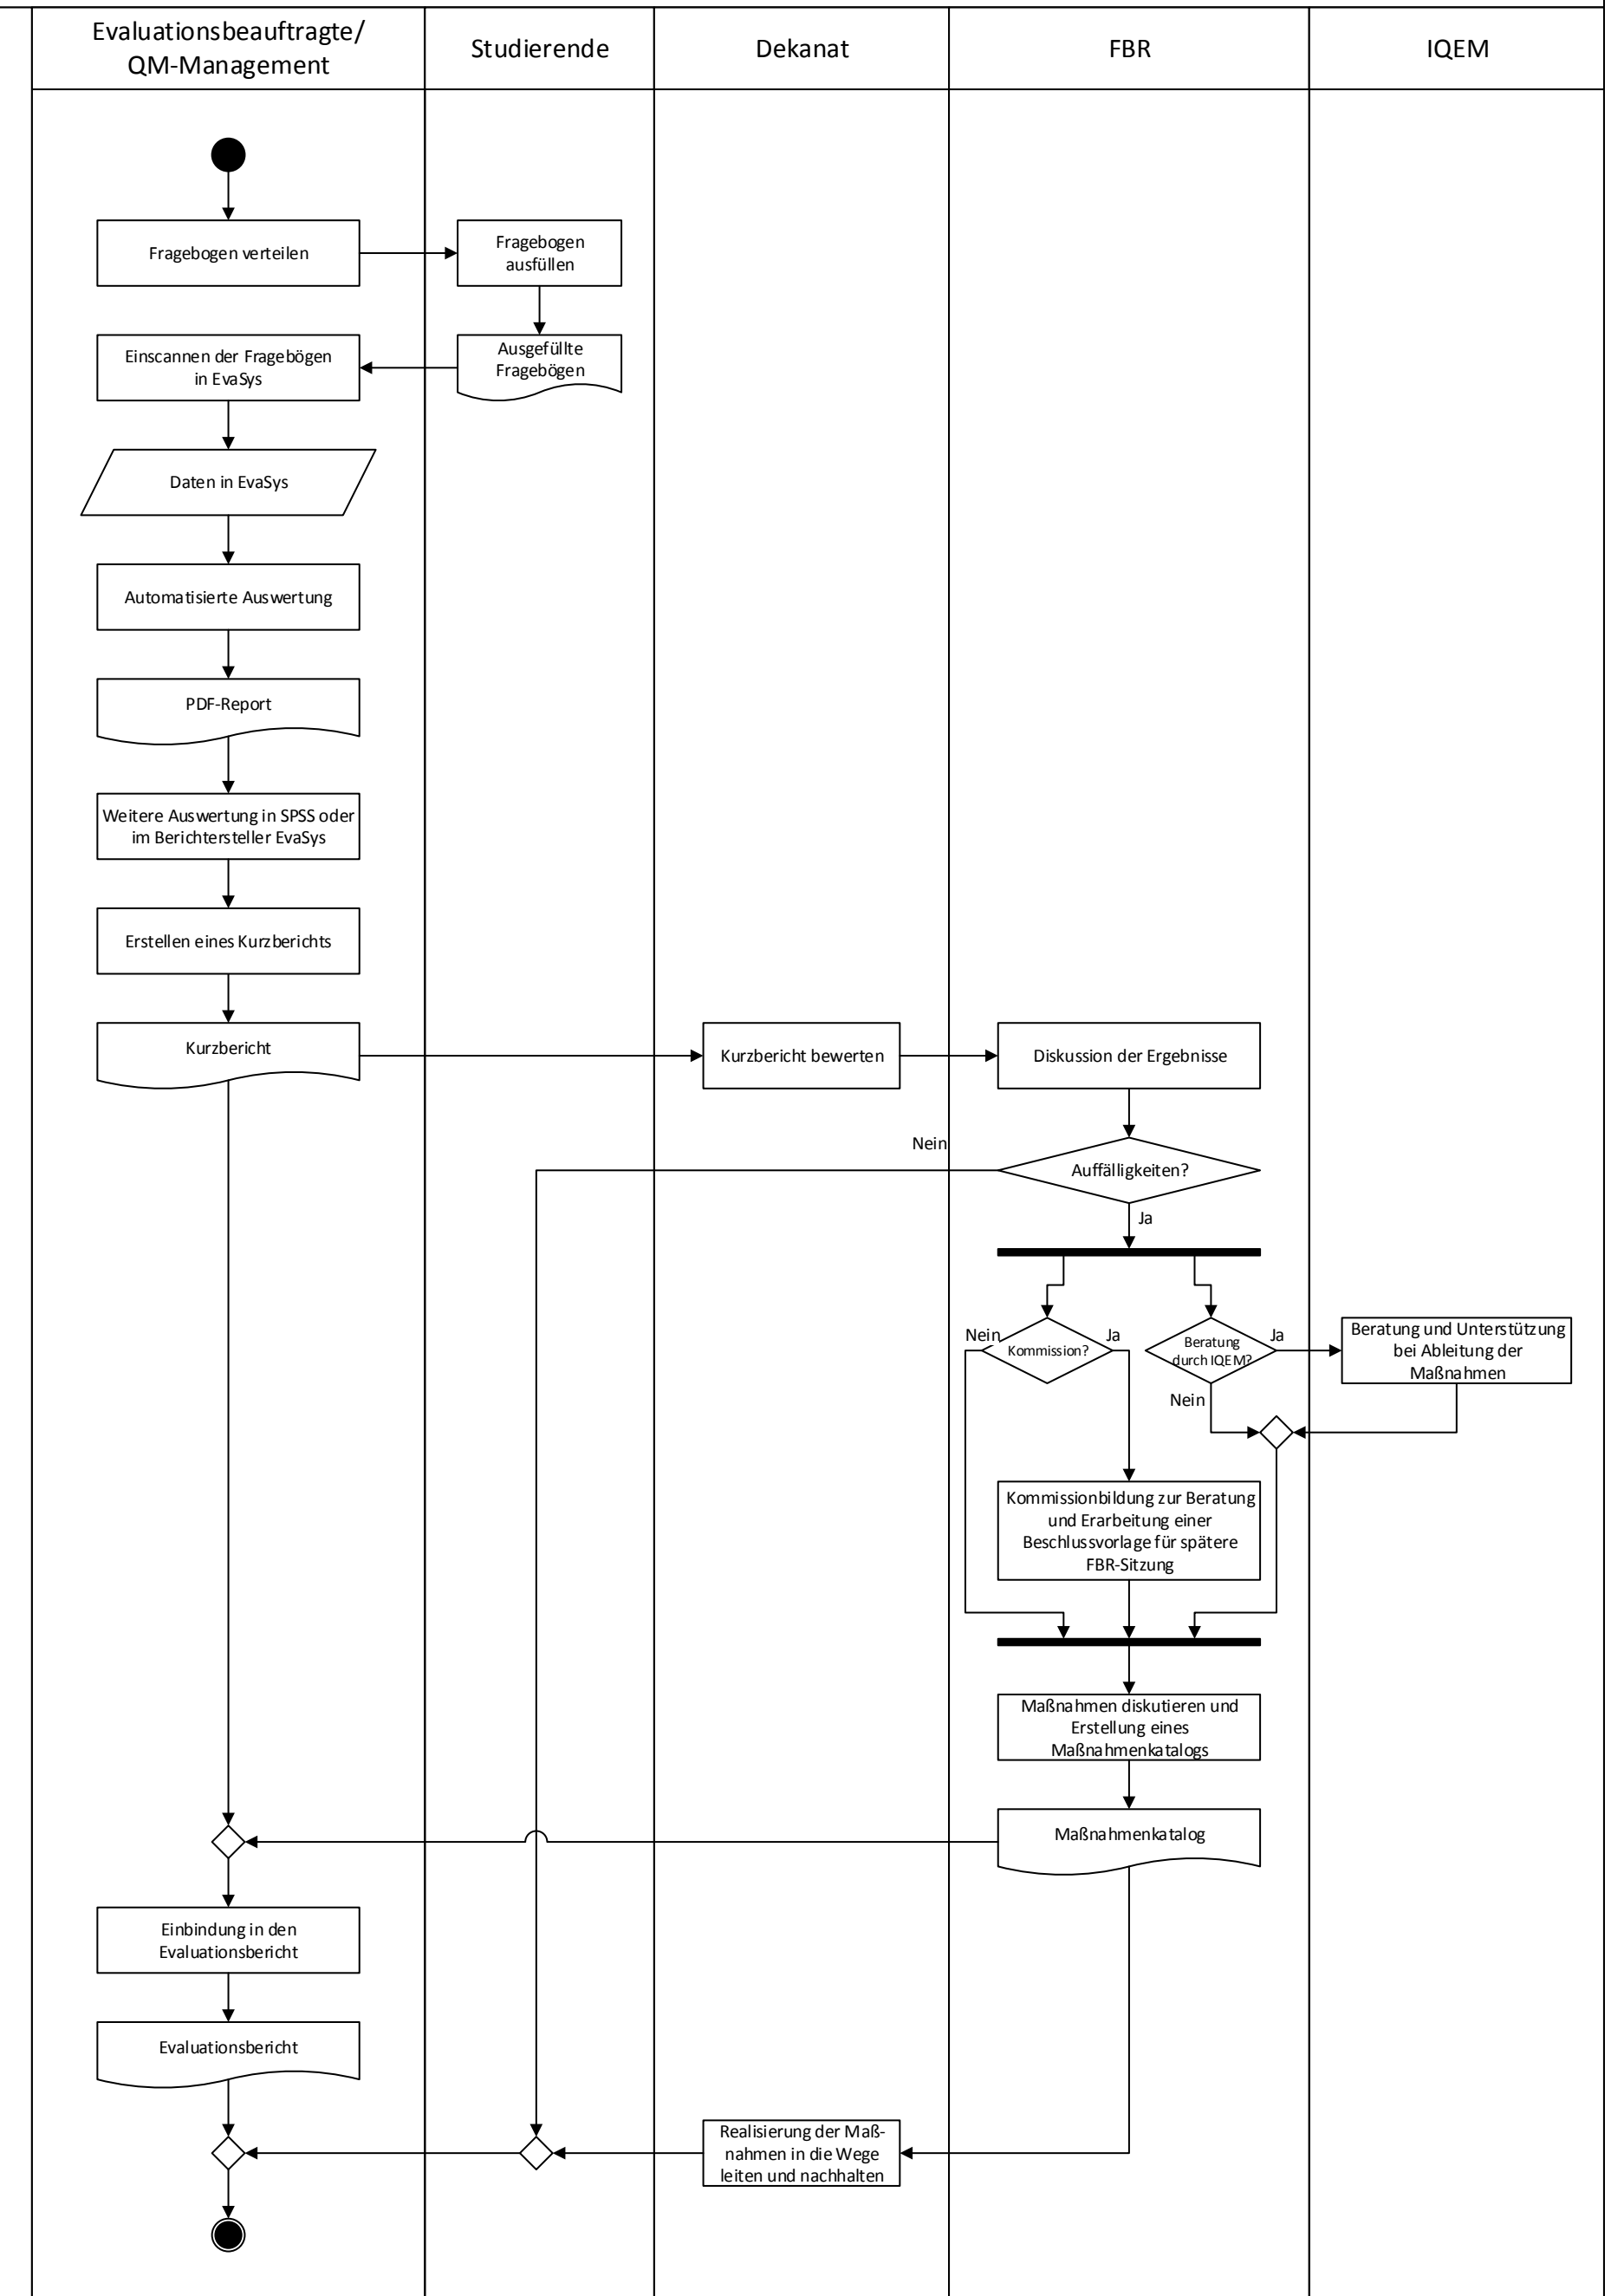 Evaluationsbeauftragte/
QM-Management
Studierende
Dekanat
FBR
IQEM
Fragebogen verteilen
Fragebogen
ausfüllen
Einscannen der Fragebögen
in EvaSys
Ausgefüllte
Fragebögen
Daten in EvaSys
Automatisierte Auswertung
PDF-Report
Weitere Auswertung in SPSS oder
im Berichtersteller EvaSys
Erstellen eines Kurzberichts
Kurzbericht
Kurzbericht bewerten
Diskussion der Ergebnisse
Nein
Auffälligkeiten?
Ja
Nein
Kommission?
Ja
Beratung
durch IQEM?
Ja
Nein
Beratung und Unterstützung
bei Ableitung der
Maßnahmen
Kommissionbildung zur Beratung
und Erarbeitung einer
Beschlussvorlage für spätere
FBR-Sitzung
Maßnahmen diskutieren und
Erstellung eines
Maßnahmenkatalogs
Maßnahmenkatalog
Einbindung in den
Evaluationsbericht
Evaluationsbericht
Realisierung der Maß-
nahmen in die Wege
leiten und nachhalten